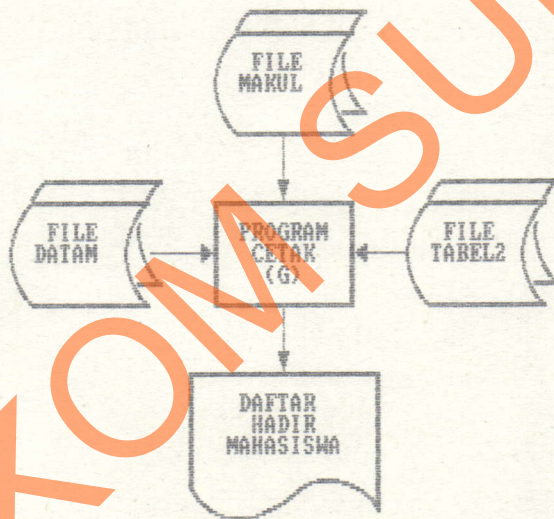 FILE
MAKUL
FILE
DATAM
PROGRAM
CETAK
(G)
FILE
TABEL2
DAFTAR
HADIR
MAHASISWA
KOM SU